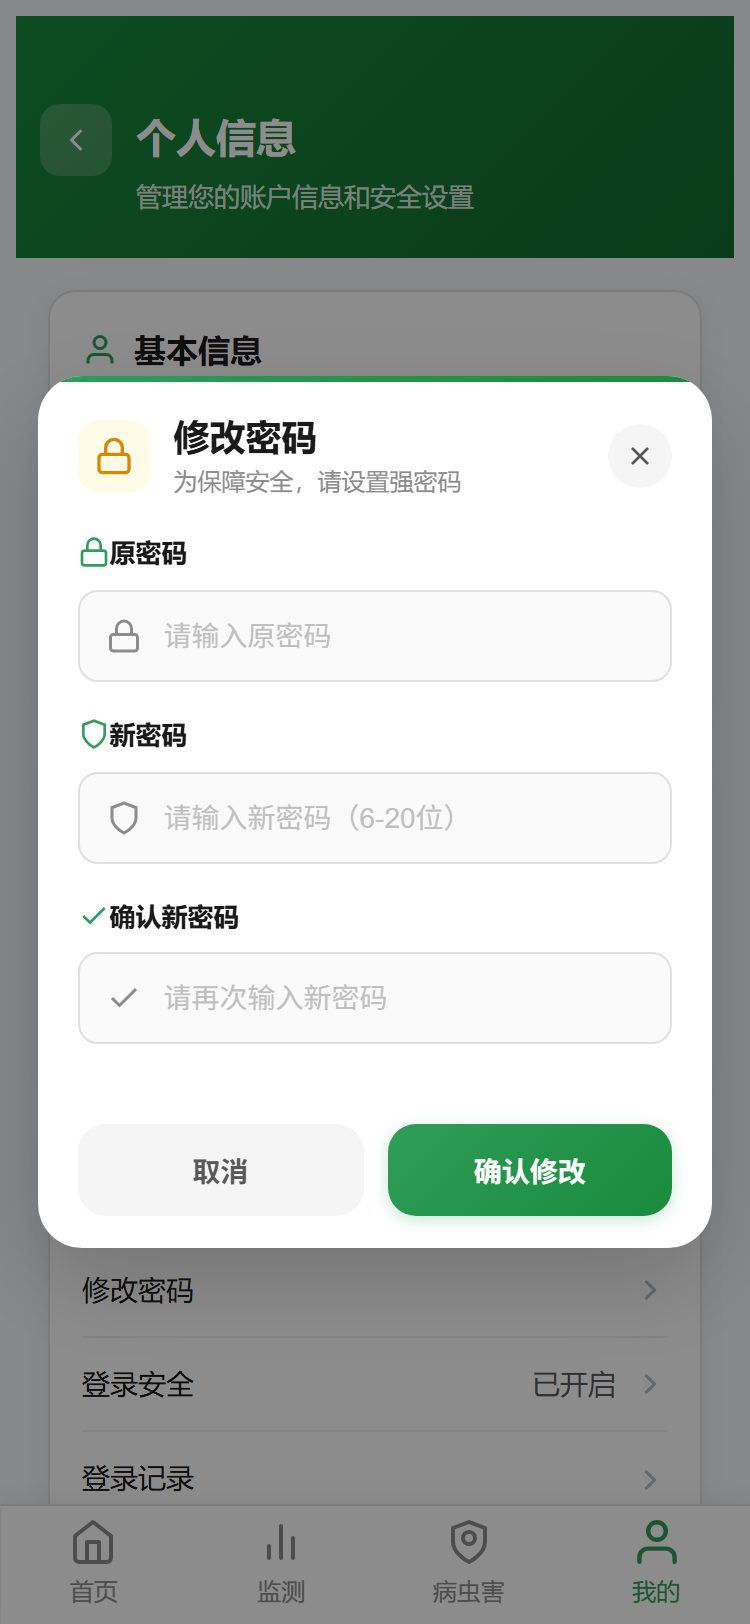 个人信息
管理您的账户信息和安全设置
基本信息
修改密码
为保障安全，请设置强密码
原密码
请输入原密码
新密码
请输入新密码（6-20位）
确认新密码
请再次输入新密码
取消
确认修改
修改密码
登录安全
已开启
登录记录
首页
监测
病虫害
我的